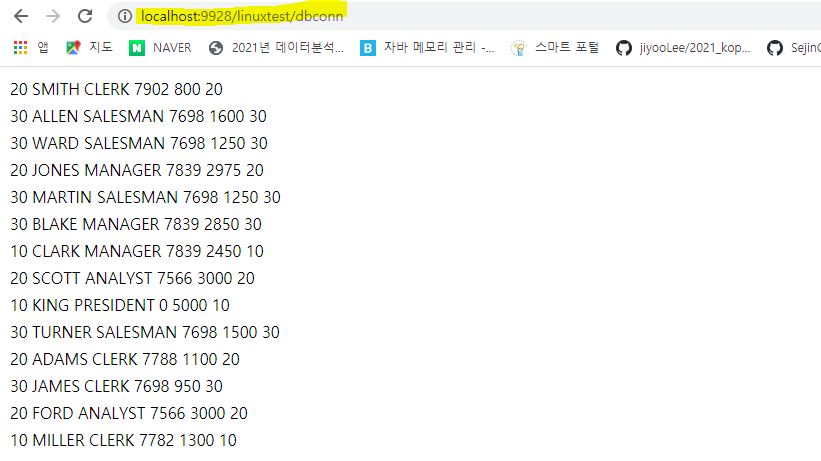 localhost:9928/linuxtest/dbconn
앱 지도 NAVER 2021년 데이터분석... 자바 메모리 관리 -... 스마트 포털 jiyooLee/2021_kop... SejinG
20 SMITH CLERK 7902 800 20
30 ALLEN SALESMAN 7698 1600 30
30 WARD SALESMAN 7698 1250 30
20 JONES MANAGER 7839 2975 20
30 MARTIN SALESMAN 7698 1250 30
30 BLAKE MANAGER 7839 2850 30
10 CLARK MANAGER 7839 2450 10
20 SCOTT ANALYST 7566 3000 20
10 KING PRESIDENT 0 5000 10
30 TURNER SALESMAN 7698 1500 30
20 ADAMS CLERK 7788 1100 20
30 JAMES CLERK 7698 950 30
20 FORD ANALYST 7566 3000 20
10 MILLER CLERK 7782 1300 10